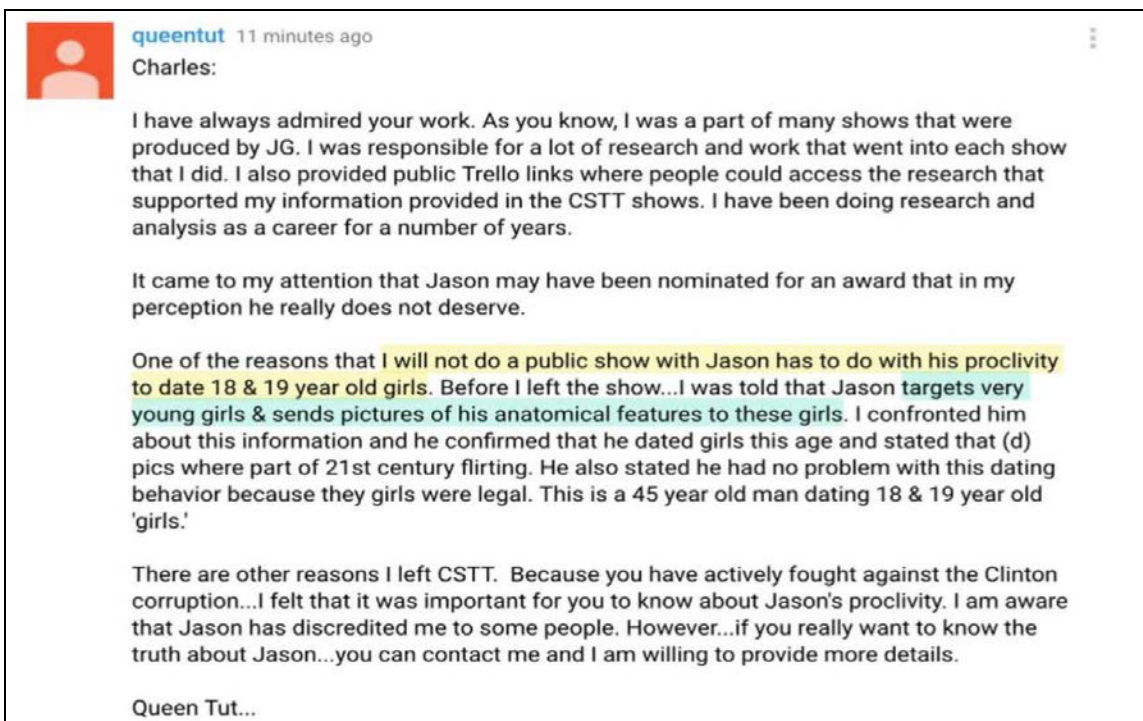 queentut 11 minutes ago
Charles:
I have always admired your work. As you know, I was a part of many shows that were
produced by JG. I was responsible for a lot of research and work that went into each show
that I did. I also provided public Trello links where people could access the research that
supported my information provided in the CSTT shows. I have been doing research and
analysis as a career for a number of years.
It came to my attention that Jason may have been nominated for an award that in my
perception he really does not deserve.
One of the reasons that I will not do a public show with Jason has to do with his proclivity
to date 18 & 19 year old girls. Before I left the show...I was told that Jason targets very
young girls & sends pictures of his anatomical features to these girls. I confronted him
about this information and he confirmed that he dated girls this age and stated that (d)
pics where part of 21st century flirting. He also stated he had no problem with this dating
behavior because they girls were legal. This is a 45 year old man dating 18 & 19 year old
'girls.'
There are other reasons I left CSTT. Because you have actively fought against the Clinton
corruption...I felt that it was important for you to know about Jason's proclivity. I am aware
that Jason has discredited me to some people. However...if you really want to know the
truth about Jason...you can contact me and I am willing to provide more details.
Queen Tut...